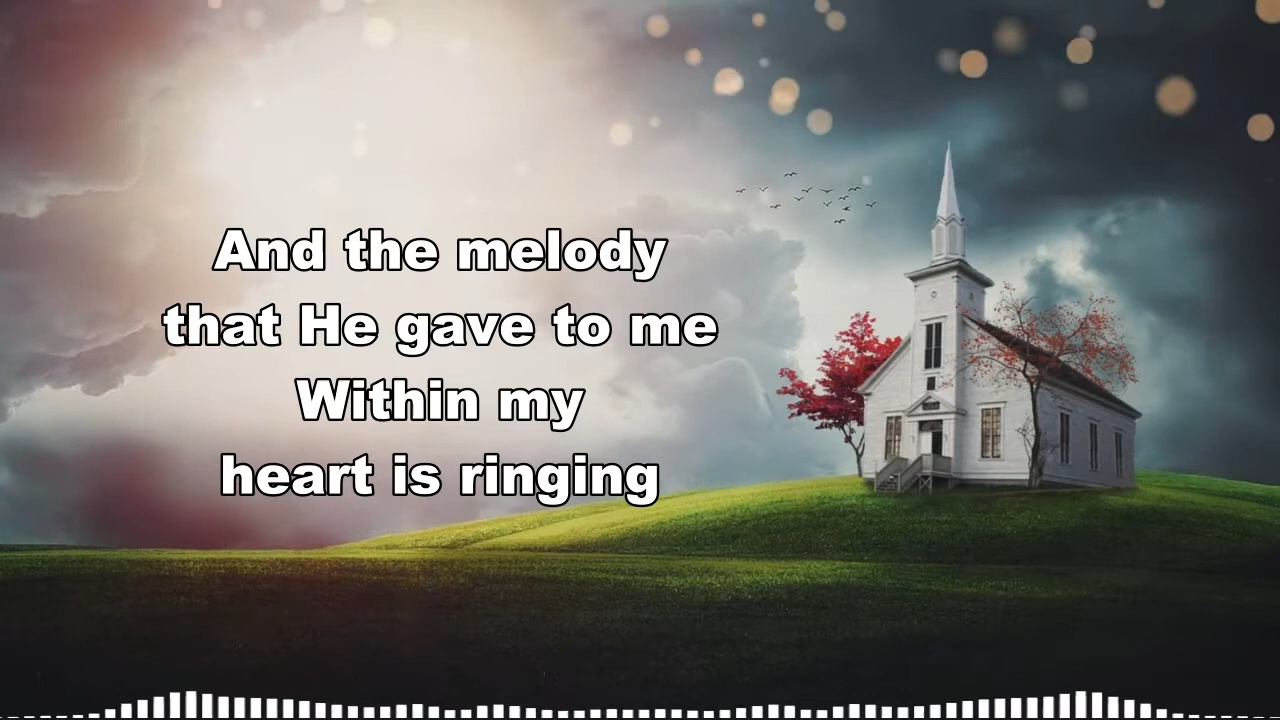 And the melody
that He gave to me
Within my
heart is ringing